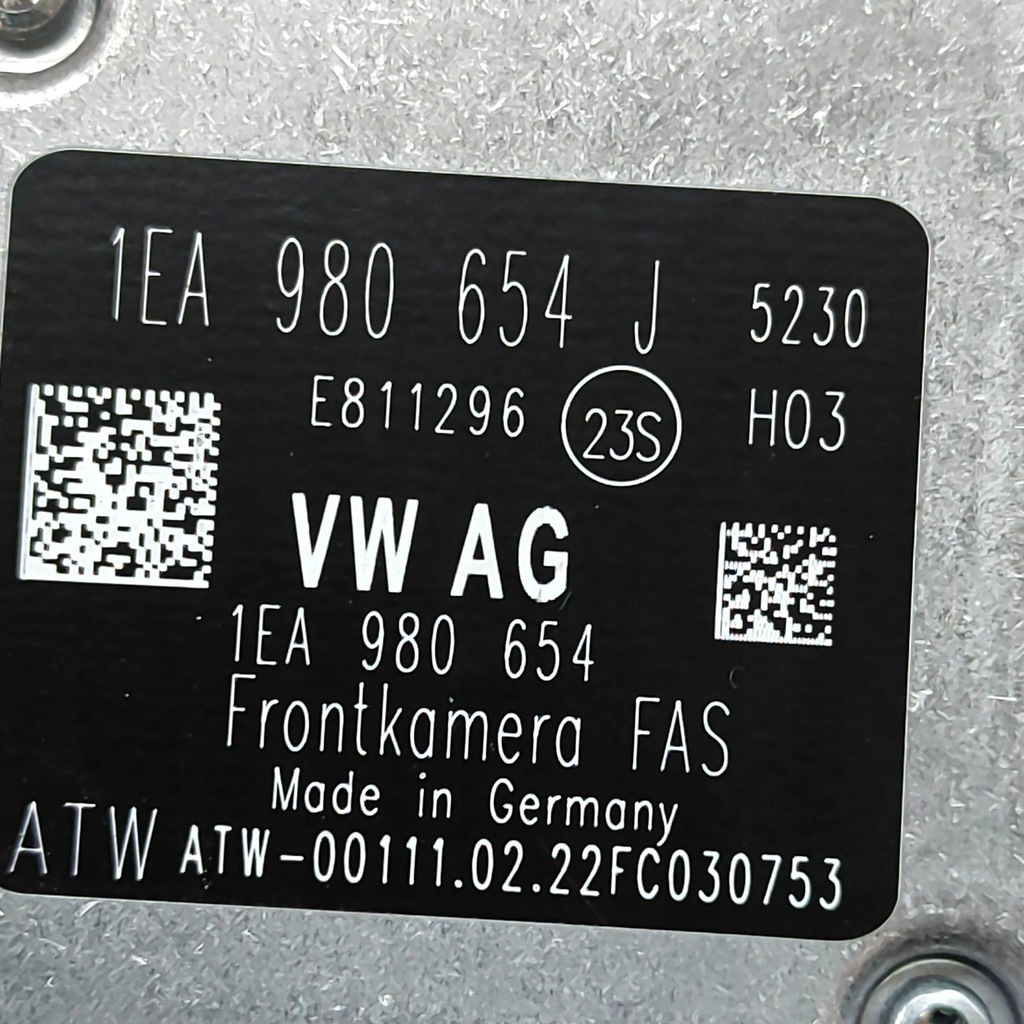 1EA 980 654 J 5230
E811296 23S H03
VW AG
1EA 980 654
Frontkamera FAS
Made in Germany
ATW ATW-00111.02.22FC030753